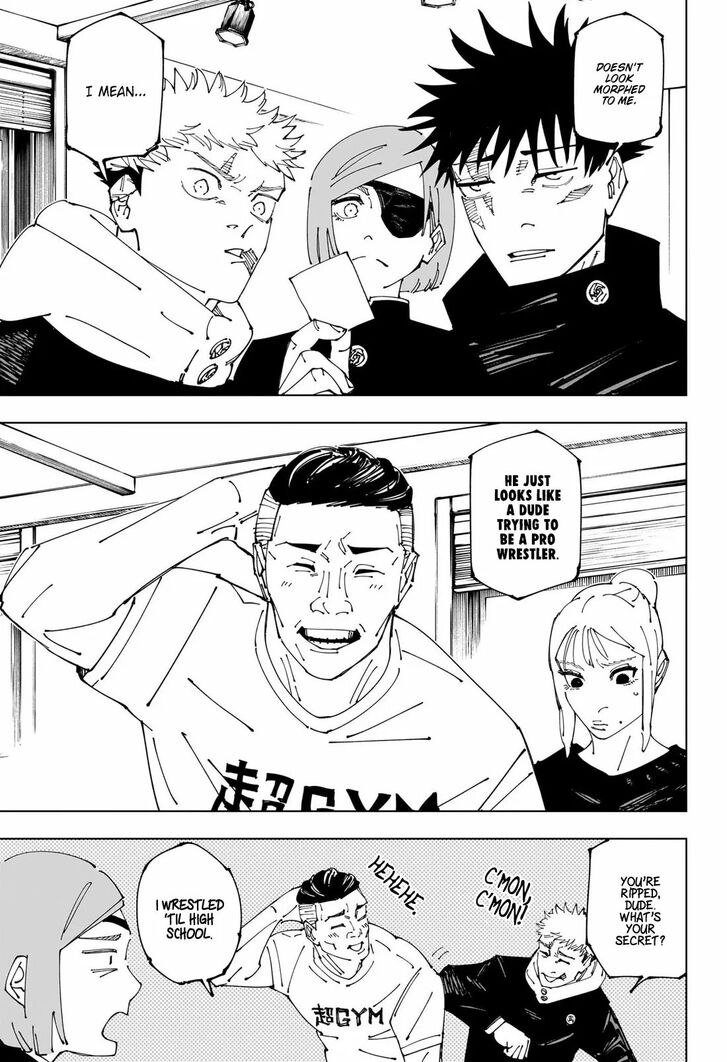 DOESN'T
LOOK
MORPHED
TO ME.
I MEAN...
HE JUST
LOOKS LIKE
A DUDE
TRYING TO
BE A PRO
WRESTLER.
超GYM
YOU'RE
RIPPED,
DUDE.
WHAT'S
YOUR
SECRET?
C'MON,
C'MON!
HEHEHE.
I WRESTLED
'TIL HIGH
SCHOOL.
超GYM